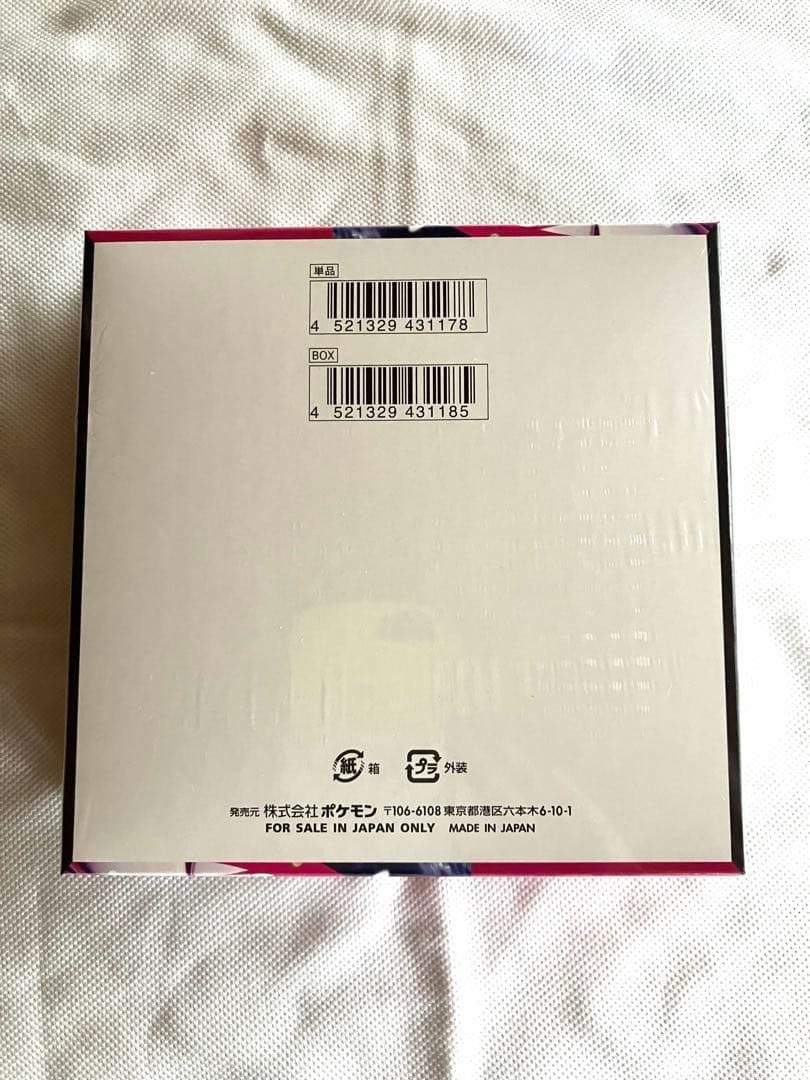 単品
4 521329 431178
BOX
4 521329 431185
紙 箱 プラ 外装
発売元 株式会社ポケモン 〒106-6108 東京都港区六本木6-10-1
FOR SALE IN JAPAN ONLY MADE IN JAPAN